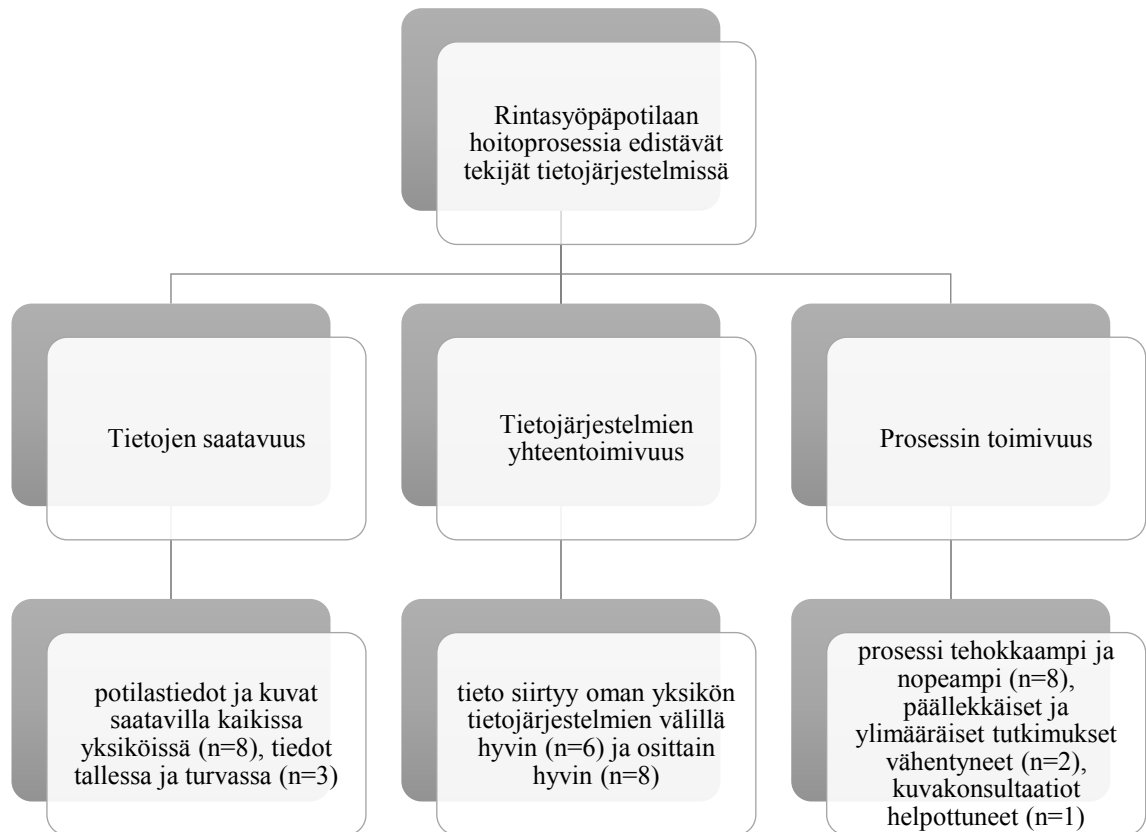 Rintasyöpäpotilaan
hoitoprosessia edistävät
tekijät tietojärjestelmissä
Tietojen saatavuus
Tietojärjestelmien
yhteentoimivuus
Prosessin toimivuus
potilastiedot ja kuvat
saatavilla kaikissa
yksiköissä (n=8), tiedot
tallessa ja turvassa (n=3)
tieto siirtyy oman yksikön
tietojärjestelmien välillä
hyvin (n=6) ja osittain
hyvin (n=8)
prosessi tehokkaampi ja
nopeampi (n=8),
päällekkäiset ja
ylimääräiset tutkimukset
vähentyneet (n=2),
kuvakonsultaatiot
helpottuneet (n=1)